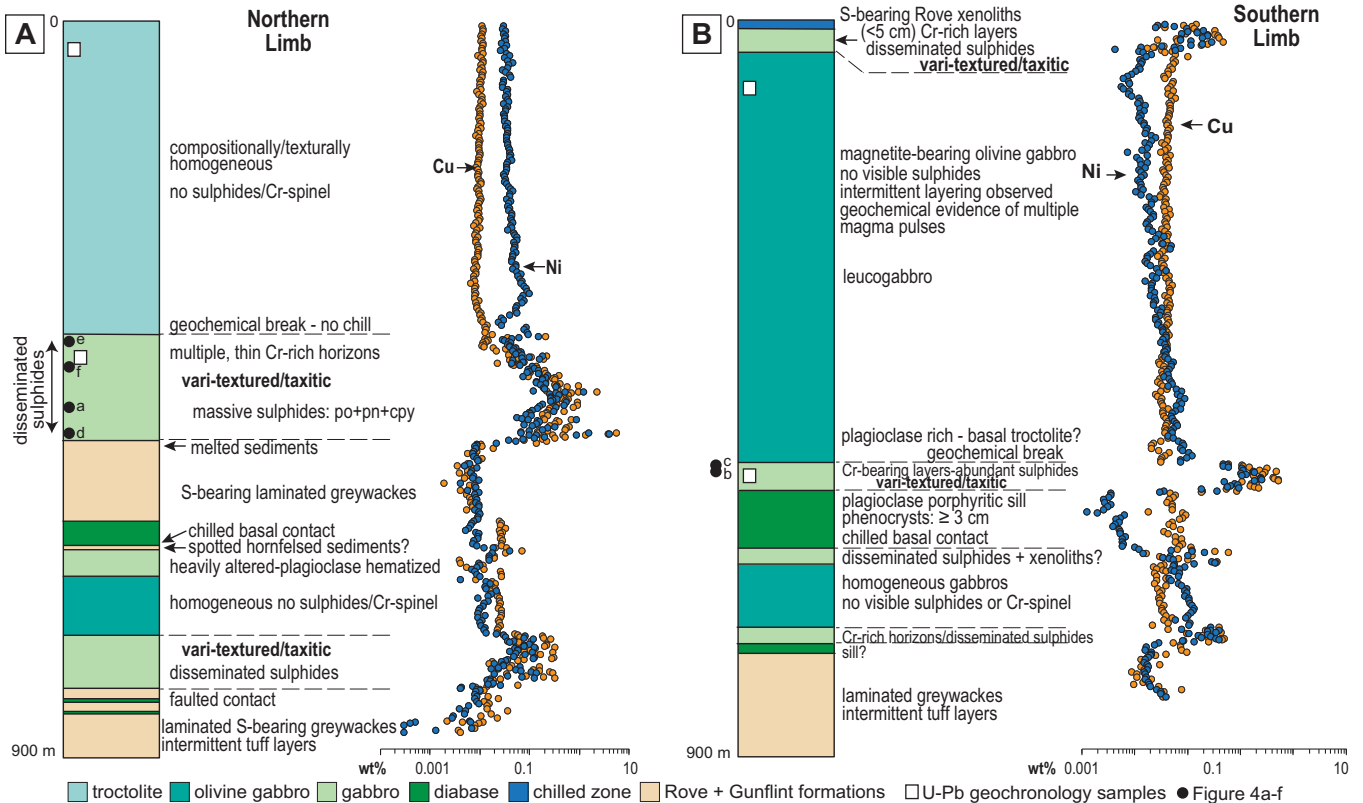 A
Northern
Limb
0
compositionally/texturally
homogeneous
no sulphides/Cr-spinel
Cu
Ni
geochemical break - no chill
disseminated
sulphides
e
f
a
d
multiple, thin Cr-rich horizons
vari-textured/taxitic
massive sulphides: po+pn+cpy
melted sediments
S-bearing laminated greywackes
chilled basal contact
spotted hornfelsed sediments?
heavily altered-plagioclase hematized
homogeneous no sulphides/Cr-spinel
vari-textured/taxitic
disseminated sulphides
faulted contact
laminated S-bearing greywackes
intermittent tuff layers
900 m
wt%
0.001
0.1
10
B
Southern
Limb
0
S-bearing Rove xenoliths
(<5 cm) Cr-rich layers
disseminated sulphides
vari-textured/taxitic
Cu
Ni
magnetite-bearing olivine gabbro
no visible sulphides
intermittent layering observed
geochemical evidence of multiple
magma pulses
leucogabbro
plagioclase rich - basal troctolite?
geochemical break
c
b
Cr-bearing layers-abundant sulphides
vari-textured/taxitic
plagioclase porphyritic sill
phenocrysts: ≥ 3 cm
chilled basal contact
disseminated sulphides + xenoliths?
homogeneous gabbros
no visible sulphides or Cr-spinel
Cr-rich horizons/disseminated sulphides
sill?
laminated greywackes
intermittent tuff layers
900 m
wt%
0.001
0.1
10
troctolite
olivine gabbro
gabbro
diabase
chilled zone
Rove + Gunflint formations
U-Pb geochronology samples
Figure 4a-f